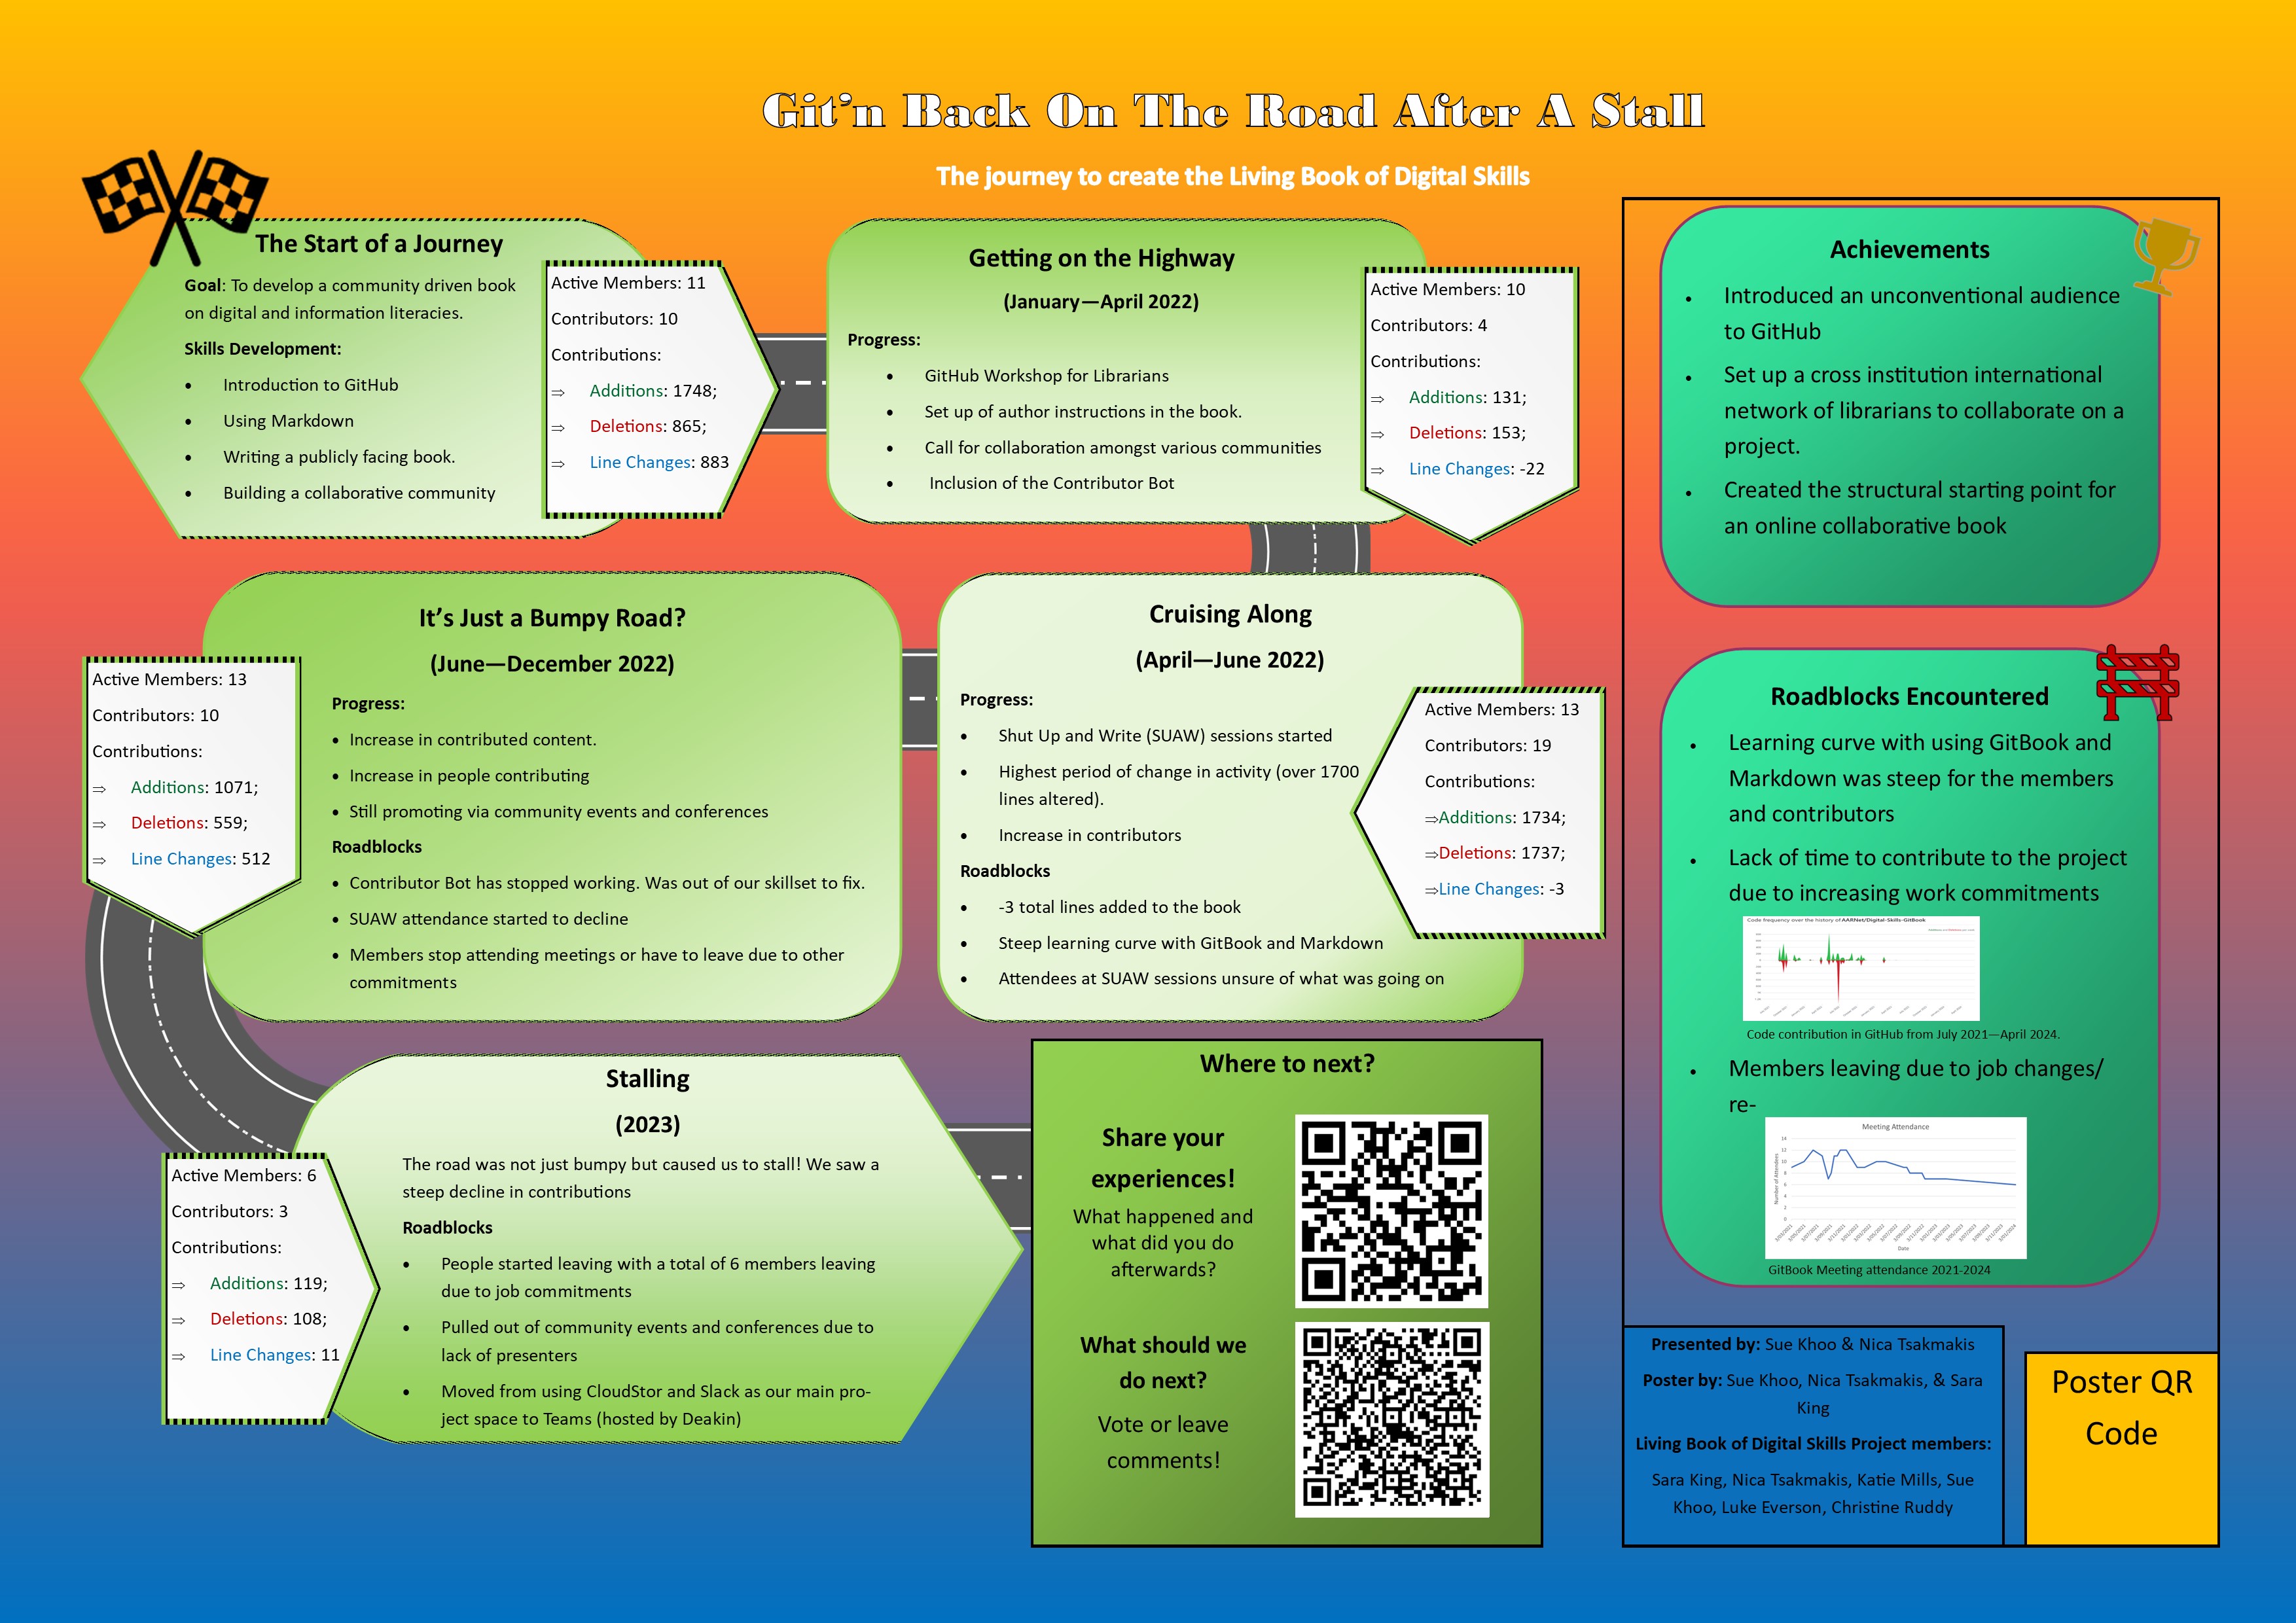 Git’n Back On The Road After A Stall
The journey to create the Living Book of Digital Skills
The Start of a Journey
Goal: To develop a community driven book
on digital and information literacies.
Skills Development:
• Introduction to GitHub
• Using Markdown
• Writing a publicly facing book.
• Building a collaborative community
Active Members: 11
Contributors: 10
Contributions:
⇒ Additions: 1748;
⇒ Deletions: 865;
⇒ Line Changes: 883
Getting on the Highway
(January—April 2022)
Progress:
• GitHub Workshop for Librarians
• Set up of author instructions in the book.
• Call for collaboration amongst various communities
• Inclusion of the Contributor Bot
Active Members: 10
Contributors: 4
Contributions:
⇒ Additions: 131;
⇒ Deletions: 153;
⇒ Line Changes: -22
Cruising Along
(April—June 2022)
Progress:
• Shut Up and Write (SUAW) sessions started
• Highest period of change in activity (over 1700
lines altered).
• Increase in contributors
Roadblocks
• -3 total lines added to the book
• Steep learning curve with GitBook and Markdown
• Attendees at SUAW sessions unsure of what was going on
Active Members: 13
Contributors: 19
Contributions:
⇒Additions: 1734;
⇒Deletions: 1737;
⇒Line Changes: -3
It’s Just a Bumpy Road?
(June—December 2022)
Progress:
• Increase in contributed content.
• Increase in people contributing
• Still promoting via community events and conferences
Roadblocks
• Contributor Bot has stopped working. Was out of our skillset to fix.
• SUAW attendance started to decline
• Members stop attending meetings or have to leave due to other
commitments
Active Members: 13
Contributors: 10
Contributions:
⇒ Additions: 1071;
⇒ Deletions: 559;
⇒ Line Changes: 512
Stalling
(2023)
The road was not just bumpy but caused us to stall! We saw a
steep decline in contributions
Roadblocks
• People started leaving with a total of 6 members leaving
due to job commitments
• Pulled out of community events and conferences due to
lack of presenters
• Moved from using CloudStor and Slack as our main pro-
ject space to Teams (hosted by Deakin)
Active Members: 6
Contributors: 3
Contributions:
⇒ Additions: 119;
⇒ Deletions: 108;
⇒ Line Changes: 11
Where to next?
Share your
experiences!
What happened and
what did you do
afterwards?
What should we
do next?
Vote or leave
comments!
Achievements
• Introduced an unconventional audience
to GitHub
• Set up a cross institution international
network of librarians to collaborate on a
project.
• Created the structural starting point for
an online collaborative book
Roadblocks Encountered
• Learning curve with using GitBook and
Markdown was steep for the members
and contributors
• Lack of time to contribute to the project
due to increasing work commitments
Code frequency over the history of AARNet/Digital-Skills-GitBook
Code contribution in GitHub from July 2021—April 2024.
• Members leaving due to job changes/
re-
Meeting Attendance
Number of Attendees
14
12
10
8
6
4
2
0
Date
GitBook Meeting attendance 2021-2024
Presented by: Sue Khoo & Nica Tsakmakis
Poster by: Sue Khoo, Nica Tsakmakis, & Sara
King
Living Book of Digital Skills Project members:
Sara King, Nica Tsakmakis, Katie Mills, Sue
Khoo, Luke Everson, Christine Ruddy
Poster QR
Code